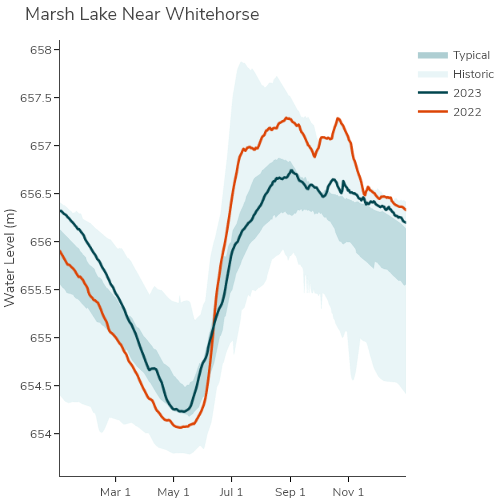 Marsh Lake Near Whitehorse
658
657.5
657
656.5
656
655.5
655
654.5
654
Water Level (m)
Mar 1 May 1 Jul 1 Sep 1 Nov 1
Typical
Historic
2023
2022